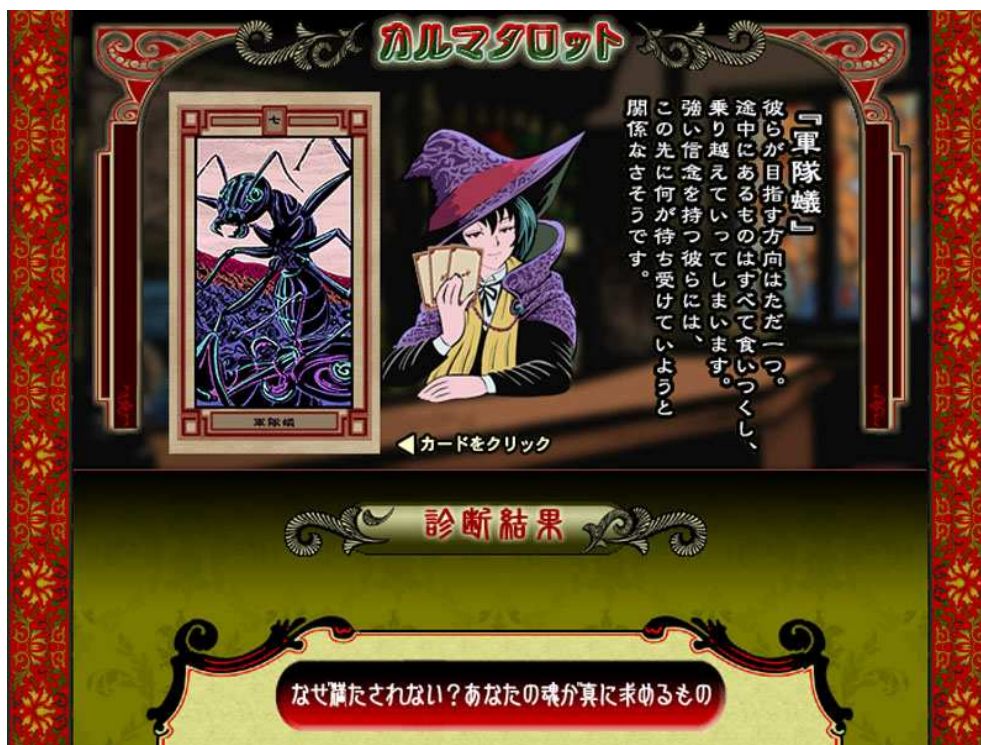 カルマタロット
七
軍隊蟻
『軍隊蟻』
彼らが目指す方向はただ一つ。
途中にあるものはすべて食いつくし、
乗り越えていってしまいます。
強い信念を持つ彼らには、
この先に何が待ち受けていようと
関係なさそうです。
◀カードをクリック
診断結果
なぜ満たされない？あなたの魂が真に求めるもの